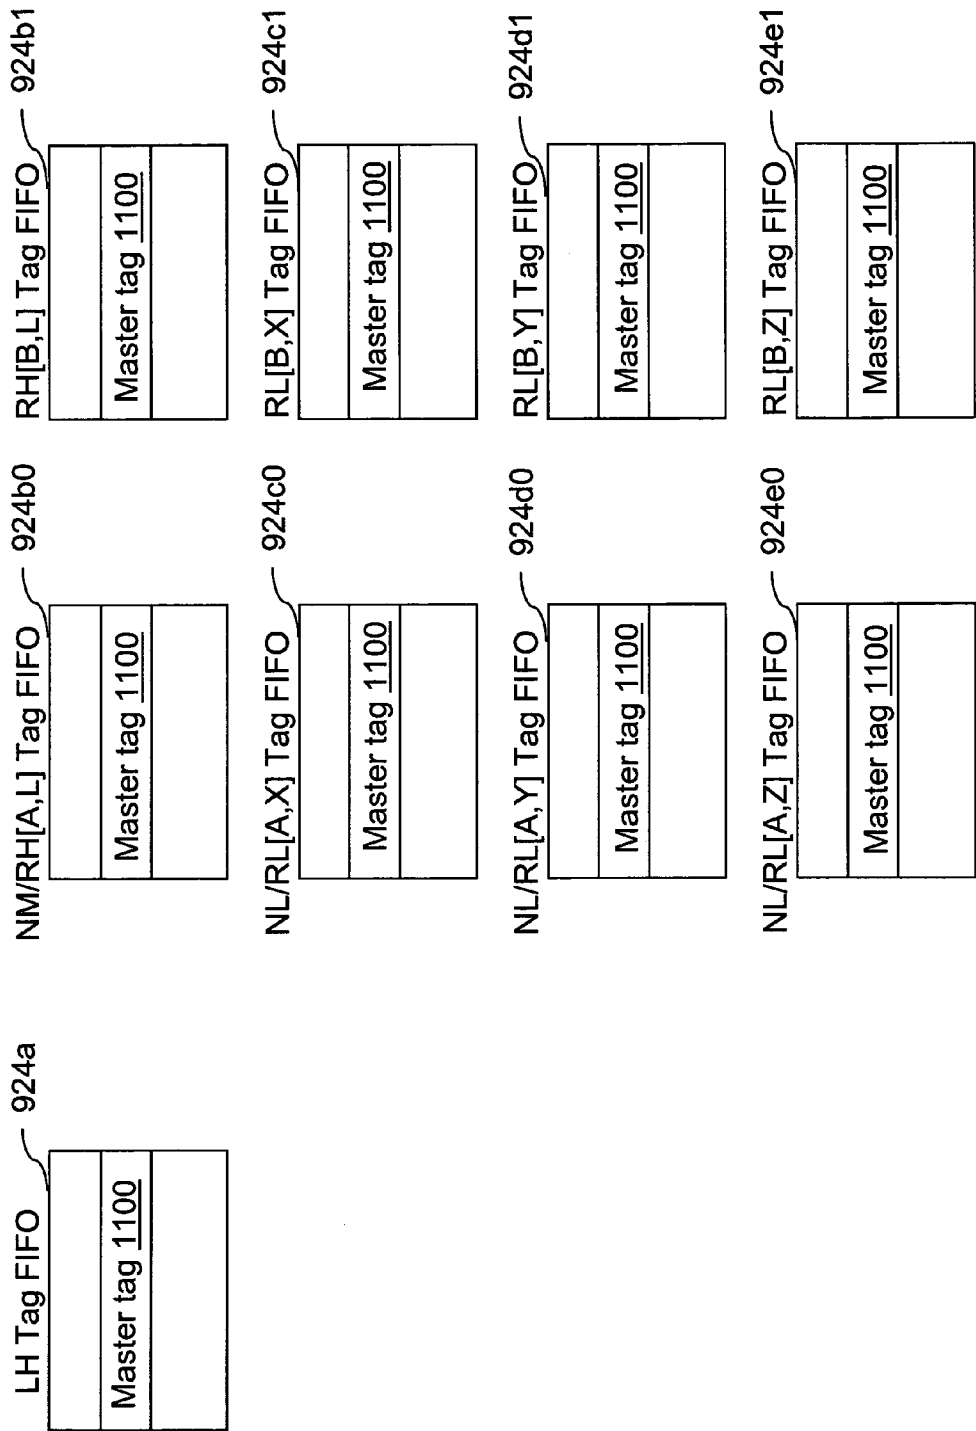 LH Tag FIFO
924a
Master tag 1100
NM/RH[A,L] Tag FIFO
924b0
Master tag 1100
RH[B,L] Tag FIFO
924b1
Master tag 1100
NL/RL[A,X] Tag FIFO
924c0
Master tag 1100
RL[B,X] Tag FIFO
924c1
Master tag 1100
NL/RL[A,Y] Tag FIFO
924d0
Master tag 1100
RL[B,Y] Tag FIFO
924d1
Master tag 1100
NL/RL[A,Z] Tag FIFO
924e0
Master tag 1100
RL[B,Z] Tag FIFO
924e1
Master tag 1100